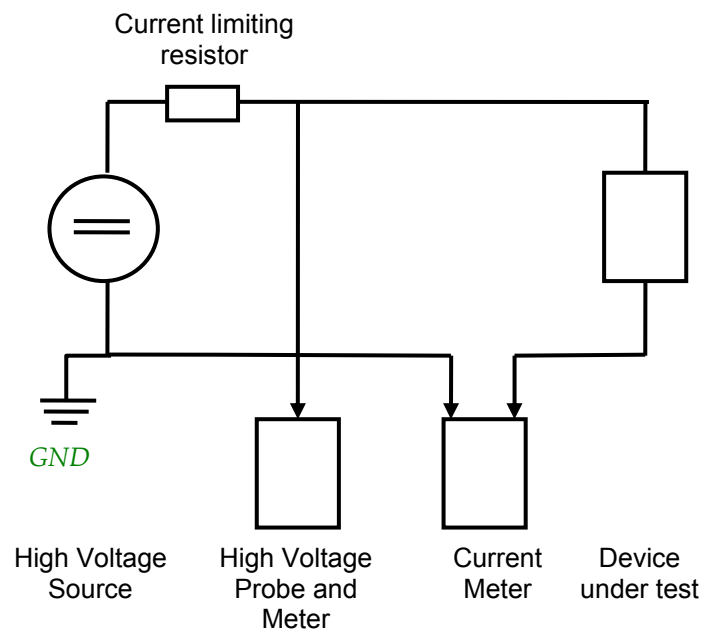 Current limiting
resistor
GND
High Voltage
Source
High Voltage
Probe and
Meter
Current
Meter
Device
under test